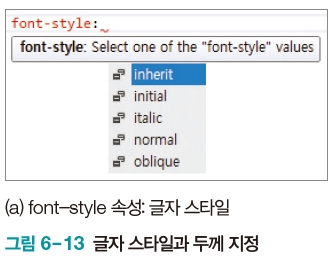 font-style:
font-style: Select one of the "font-style" values
inherit
initial
italic
normal
oblique
(a) font-style 속성: 글자 스타일
그림 6-13 글자 스타일과 두께 지정